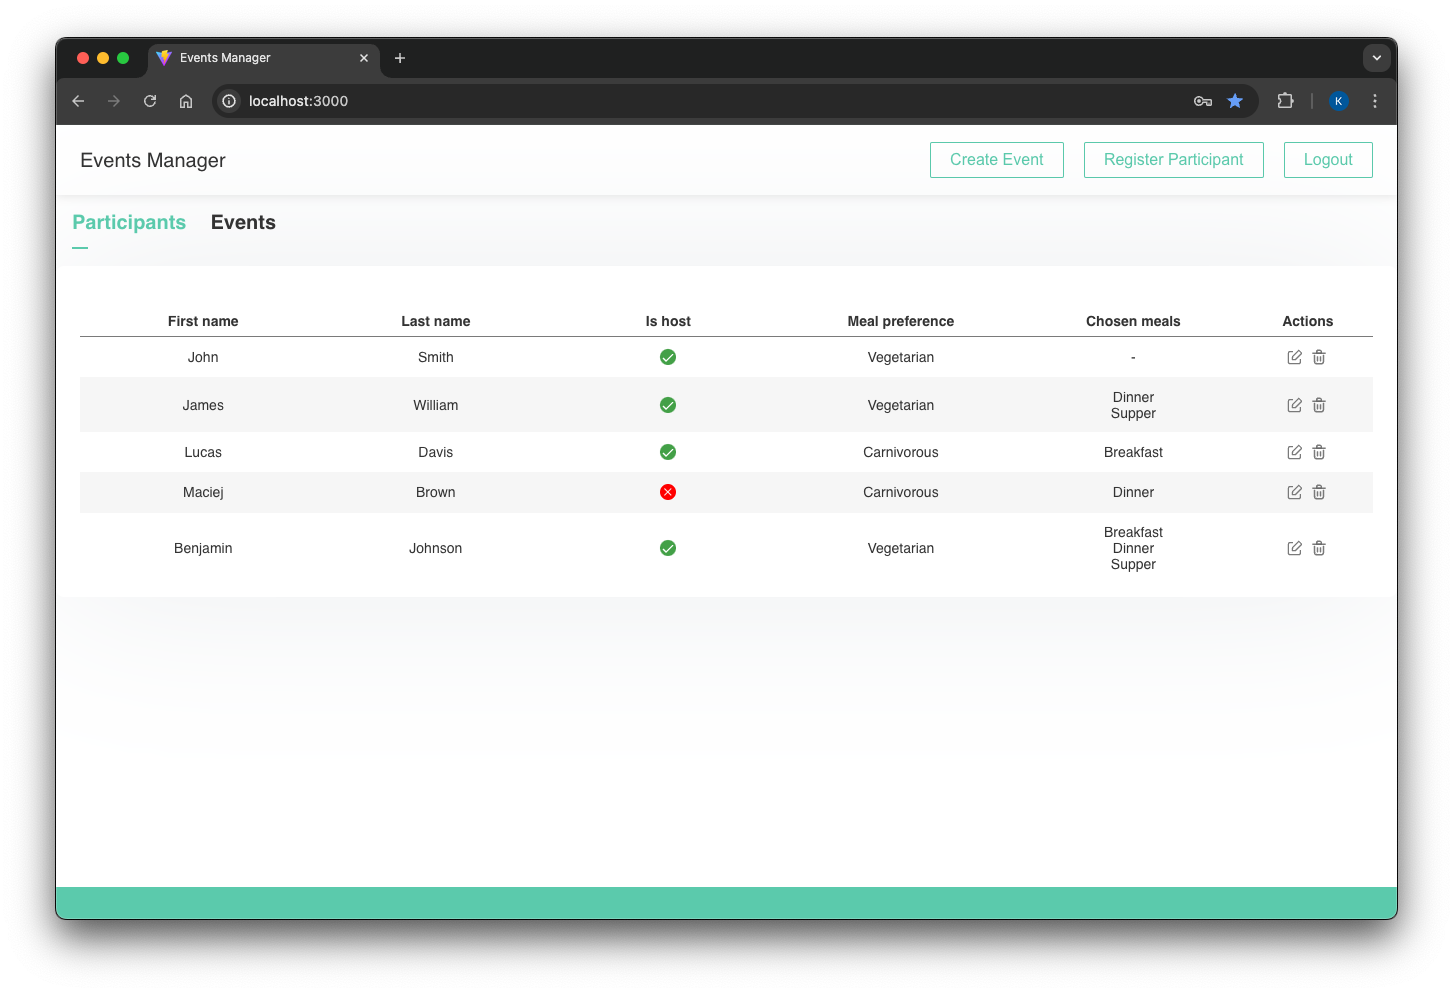 Events Manager
localhost:3000
K
Events Manager
Create Event
Register Participant
Logout
Participants
Events
First name
Last name
Is host
Meal preference
Chosen meals
Actions
John
Smith
Vegetarian
-
James
William
Vegetarian
Dinner
Supper
Lucas
Davis
Carnivorous
Breakfast
Maciej
Brown
Carnivorous
Dinner
Benjamin
Johnson
Vegetarian
Breakfast
Dinner
Supper